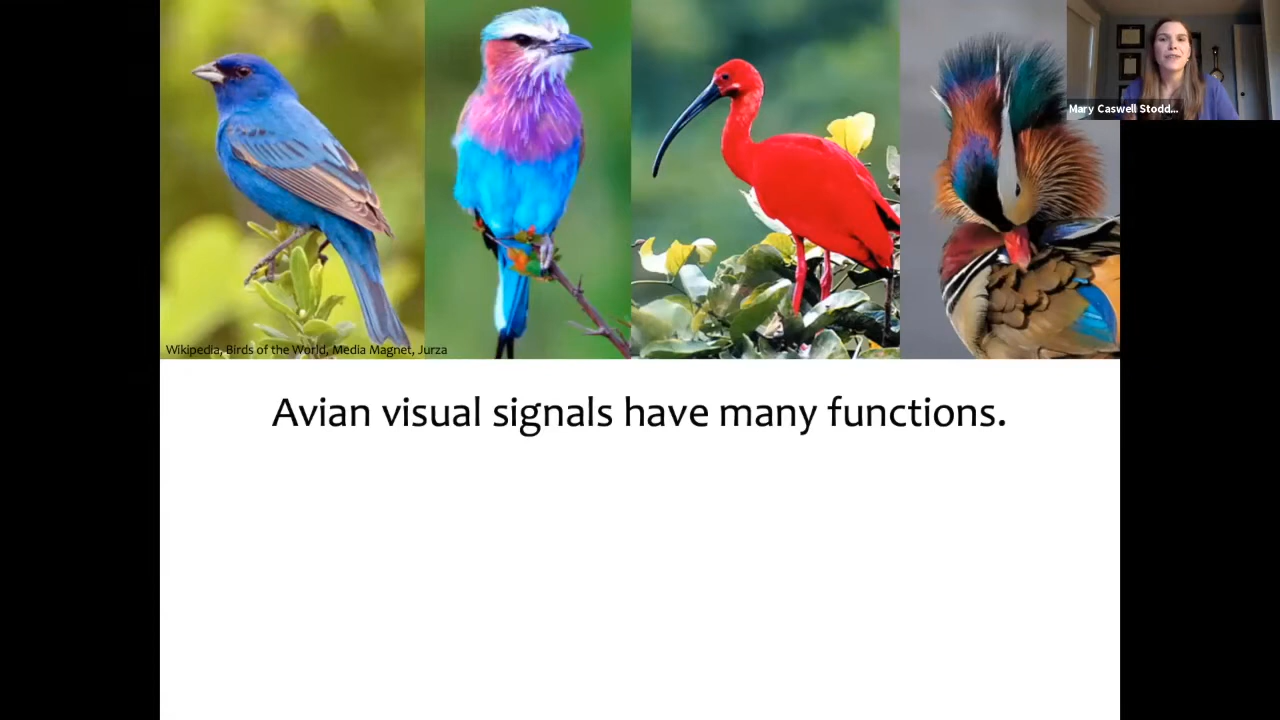 Mary Caswell Stodd...
Wikipedia, Birds of the World, Media Magnet, Jurza
Avian visual signals have many functions.